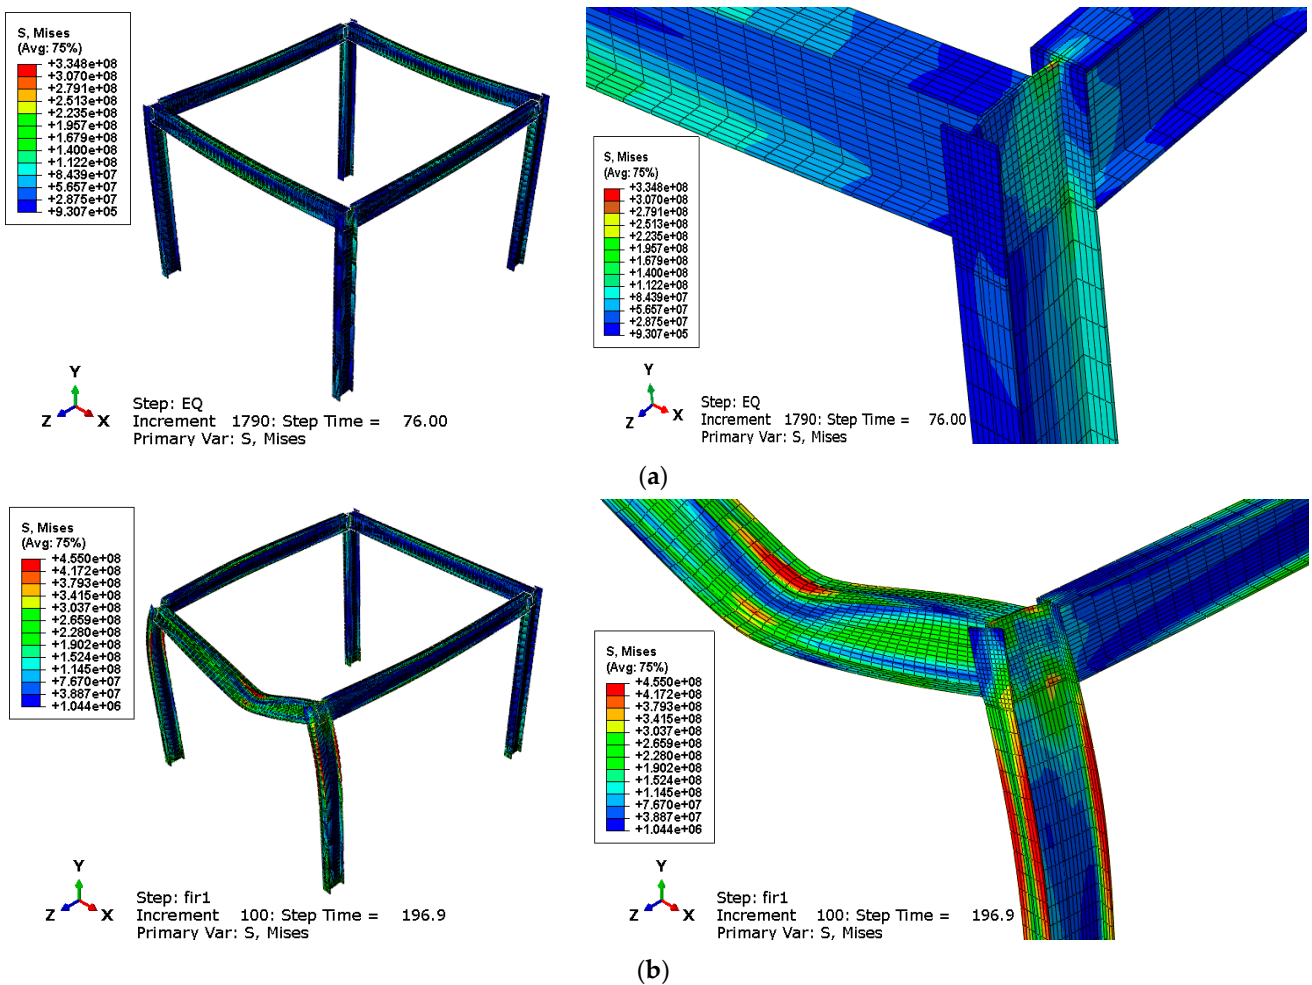 S, Mises
(Avg: 75%)
+3.348e+08
+3.070e+08
+2.791e+08
+2.513e+08
+2.235e+08
+1.957e+08
+1.679e+08
+1.400e+08
+1.122e+08
+8.439e+07
+5.657e+07
+2.875e+07
+9.307e+05
Y
Z X
Step: EQ
Increment 1790: Step Time = 76.00
Primary Var: S, Mises
S, Mises
(Avg: 75%)
+3.348e+08
+3.070e+08
+2.791e+08
+2.513e+08
+2.235e+08
+1.957e+08
+1.679e+08
+1.400e+08
+1.122e+08
+8.439e+07
+5.657e+07
+2.875e+07
+9.307e+05
Y
Z X
Step: EQ
Increment 1790: Step Time = 76.00
Primary Var: S, Mises
(a)
S, Mises
(Avg: 75%)
+4.550e+08
+4.172e+08
+3.793e+08
+3.415e+08
+3.037e+08
+2.659e+08
+2.280e+08
+1.902e+08
+1.524e+08
+1.145e+08
+7.670e+07
+3.887e+07
+1.044e+06
Y
Z X
Step: fir1
Increment 100: Step Time = 196.9
Primary Var: S, Mises
S, Mises
(Avg: 75%)
+4.550e+08
+4.172e+08
+3.793e+08
+3.415e+08
+3.037e+08
+2.659e+08
+2.280e+08
+1.902e+08
+1.524e+08
+1.145e+08
+7.670e+07
+3.887e+07
+1.044e+06
Y
Z X
Step: fir1
Increment 100: Step Time = 196.9
Primary Var: S, Mises
(b)